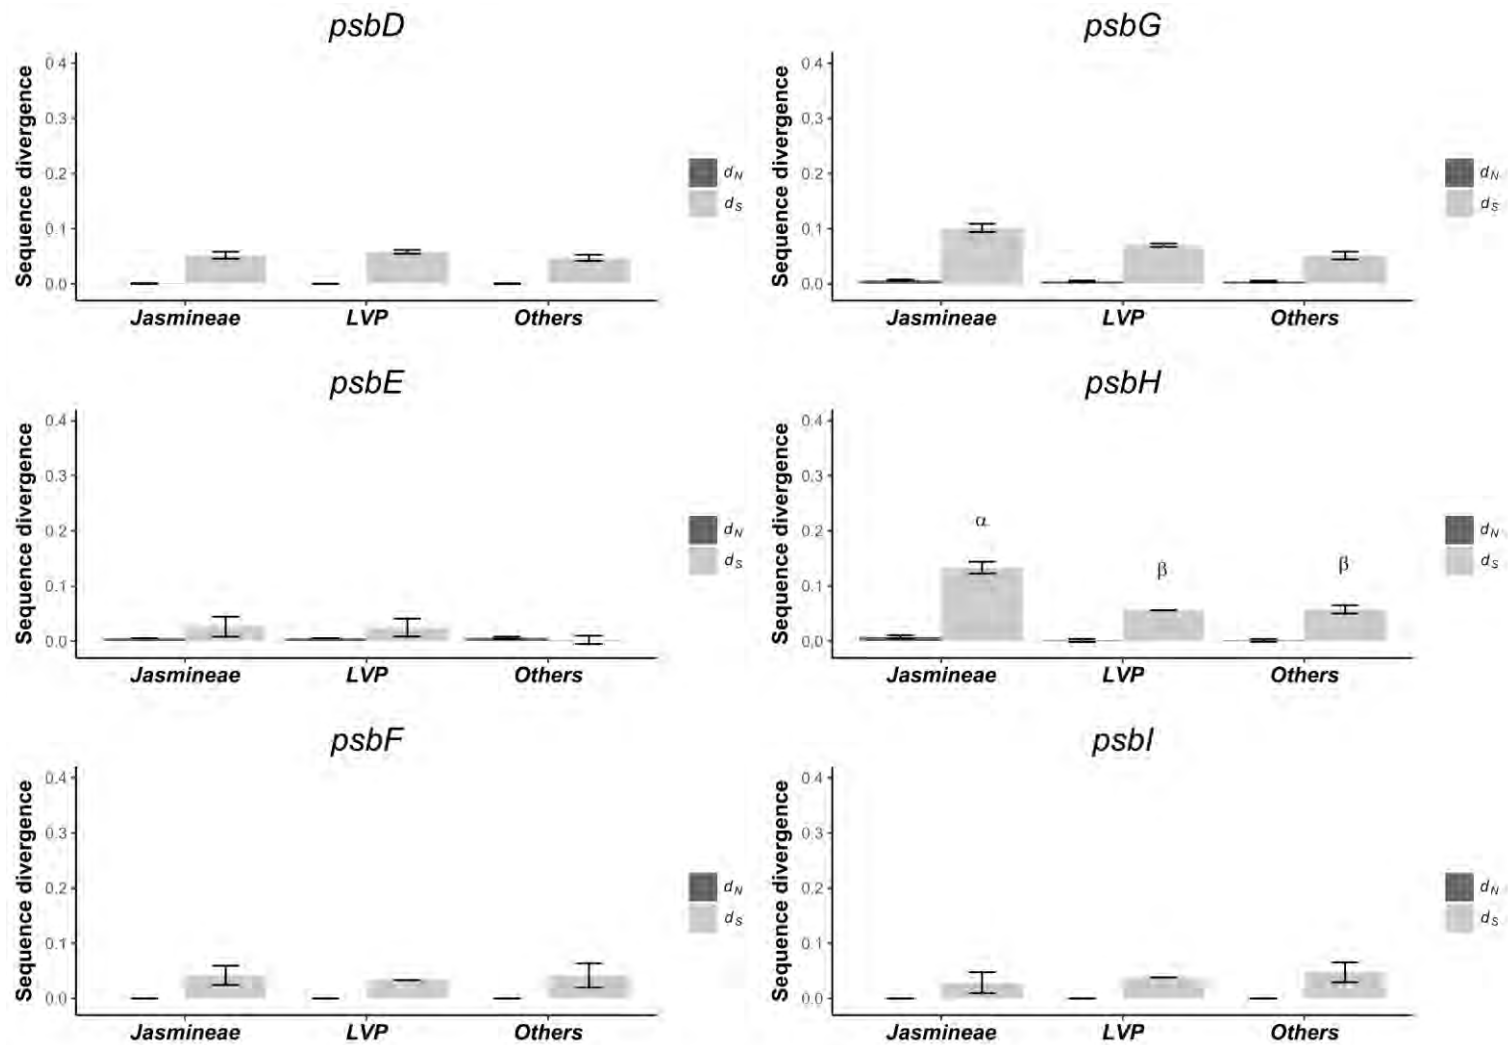 psbD
Sequence divergence
0.4
0.3
0.2
0.1
0.0
Jasmineae LVP Others
dN
dS
psbG
Sequence divergence
0.4
0.3
0.2
0.1
0.0
Jasmineae LVP Others
dN
dS
psbE
Sequence divergence
0.4
0.3
0.2
0.1
0.0
Jasmineae LVP Others
dN
dS
psbH
Sequence divergence
0.4
0.3
0.2
0.1
0.0
α
β
β
Jasmineae LVP Others
dN
dS
psbF
Sequence divergence
0.4
0.3
0.2
0.1
0.0
Jasmineae LVP Others
dN
dS
psbI
Sequence divergence
0.4
0.3
0.2
0.1
0.0
Jasmineae LVP Others
dN
dS